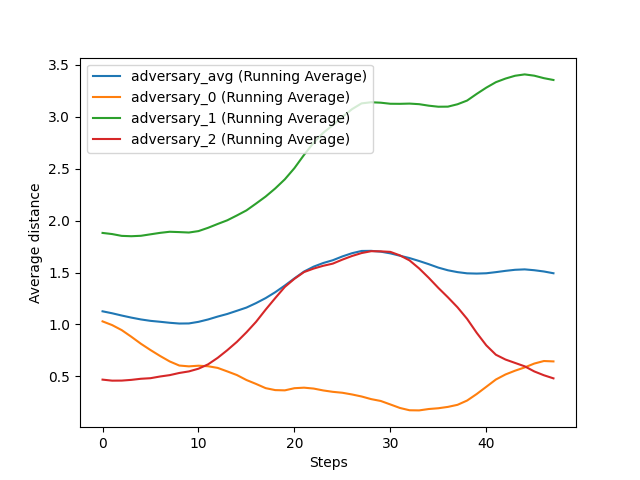 3.5
3.0
2.5
2.0
1.5
1.0
0.5
Average distance
adversary_avg (Running Average)
adversary_0 (Running Average)
adversary_1 (Running Average)
adversary_2 (Running Average)
0 10 20 30 40
Steps